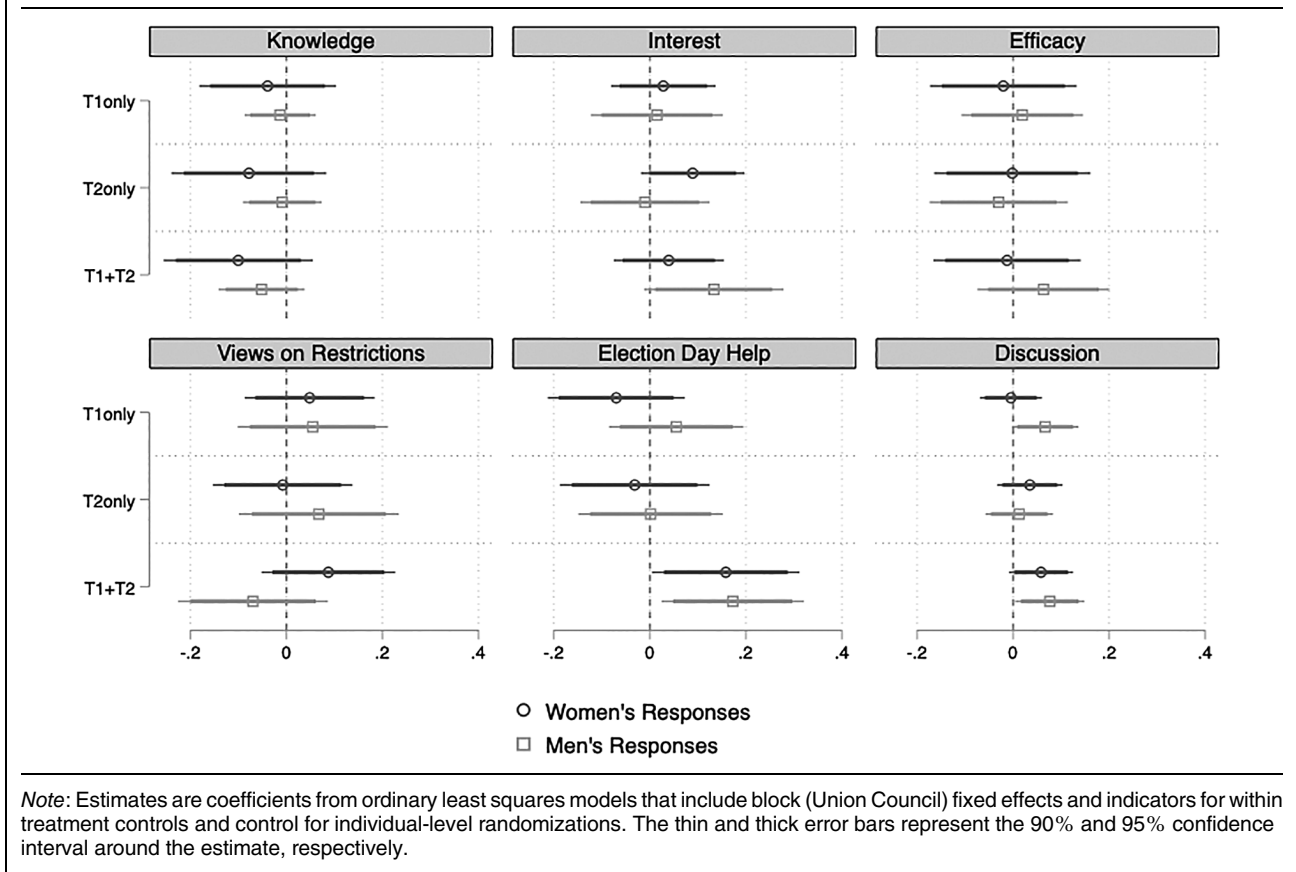 Knowledge Interest Efficacy
T1only
T2only
T1+T2
Views on Restrictions Election Day Help Discussion
T1only
T2only
T1+T2
-.2 0 .2 .4 -.2 0 .2 .4 -.2 0 .2 .4
Women's Responses
Men's Responses
Note: Estimates are coefficients from ordinary least squares models that include block (Union Council) fixed effects and indicators for within
treatment controls and control for individual-level randomizations. The thin and thick error bars represent the 90% and 95% confidence
interval around the estimate, respectively.